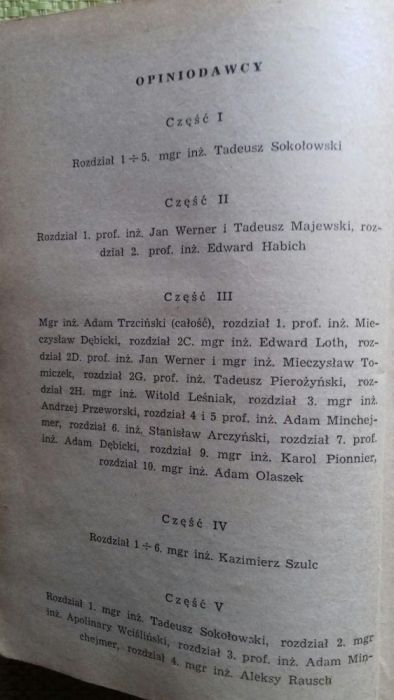 OPINIODAWCY
Część I
Rozdział 1 ÷ 5. mgr inż. Tadeusz Sokołowski
Część II
Rozdział 1. prof. inż. Jan Werner i Tadeusz Majewski, roz-
dział 2. prof. inż. Edward Habich
Część III
Mgr inż. Adam Trzciński (całość), rozdział 1. prof. inż. Mie-
czysław Dębicki, rozdział 2C. mgr inż. Edward Loth, roz-
dział 2D. prof. inż. Jan Werner i mgr inż. Mieczysław To-
miczek, rozdział 2G. prof. inż. Tadeusz Pierożyński, roz-
dział 2H. mgr inż. Witold Leśniak, rozdział 3. mgr inż.
Andrzej Przeworski, rozdział 4 i 5 prof. inż. Adam Minchej-
mer, rozdział 6. inż. Stanisław Arczyński, rozdział 7. prof.
inż. Adam Dębicki, rozdział 9. mgr inż. Karol Pionnier,
rozdział 10. mgr inż. Adam Olaszek
Część IV
Rozdział 1 ÷ 6. mgr inż. Kazimierz Szulc
Część V
Rozdział 1. mgr inż. Tadeusz Sokołowski, rozdział 2. mgr
inż. Apolinary Wciśliński, rozdział 3. prof. inż. Adam Min-
chejmer, rozdział 4. mgr inż. Aleksy Rausch